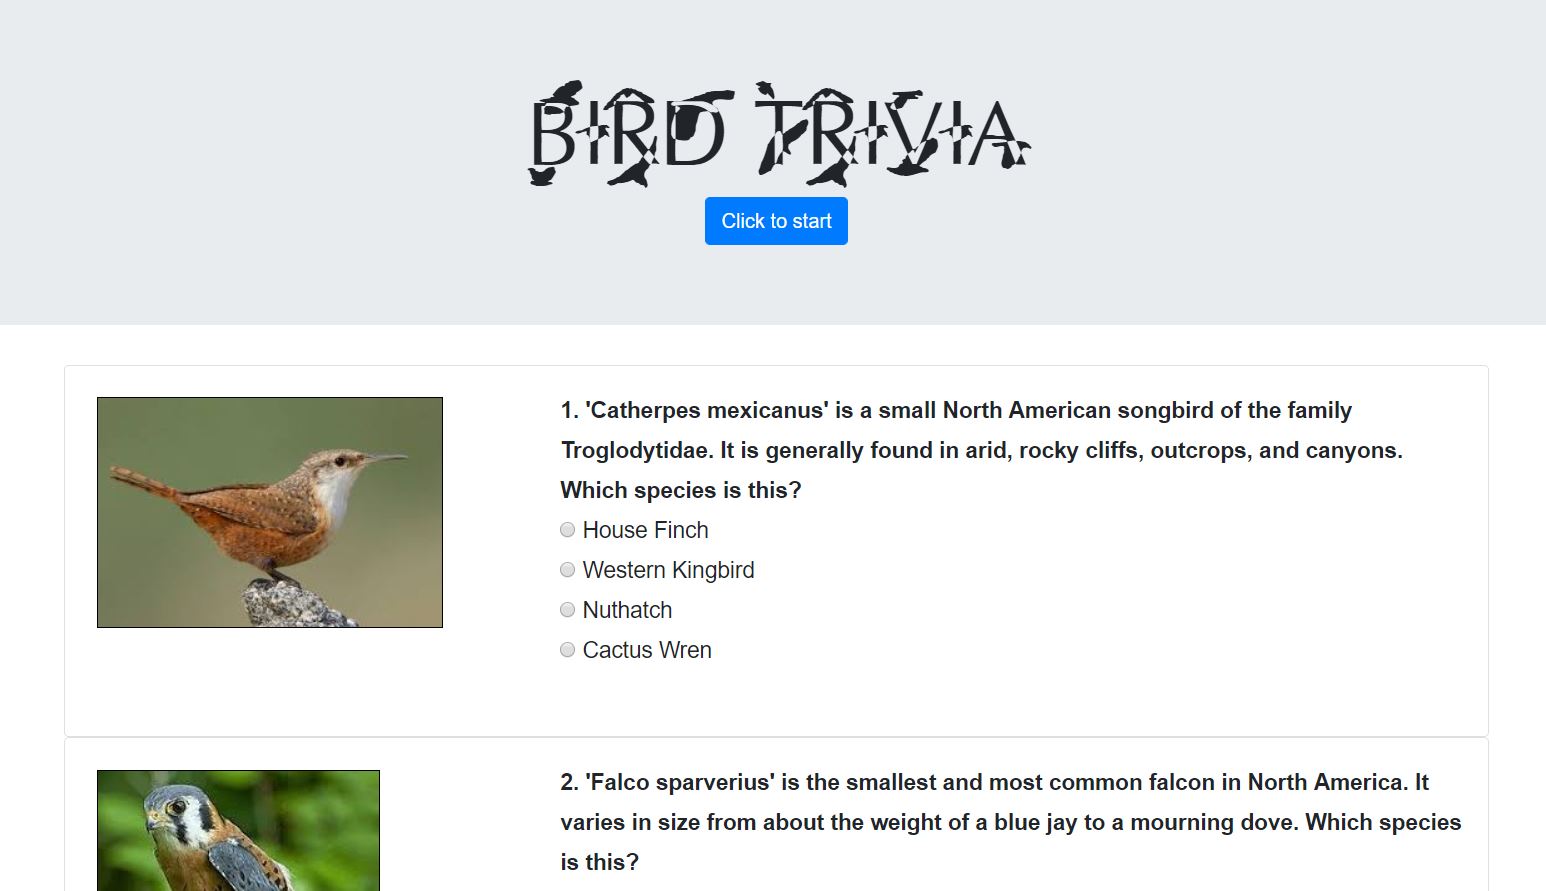 BIRD TRIVIA
Click to start
1. 'Catherpes mexicanus' is a small North American songbird of the family
Troglodytidae. It is generally found in arid, rocky cliffs, outcrops, and canyons.
Which species is this?
House Finch
Western Kingbird
Nuthatch
Cactus Wren
2. 'Falco sparverius' is the smallest and most common falcon in North America. It
varies in size from about the weight of a blue jay to a mourning dove. Which species
is this?